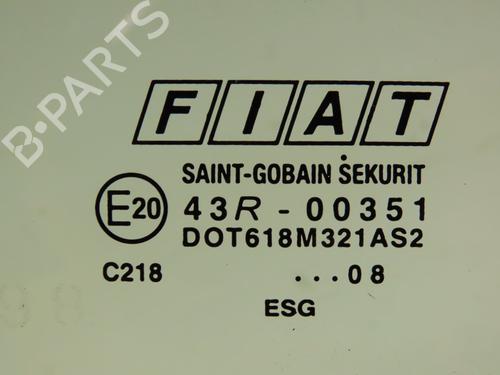 B-PARTS
FIAT
SAINT-GOBAIN SEKURIT
E20 43R - 00351
DOT618M321AS2
C218 ...08
ESG